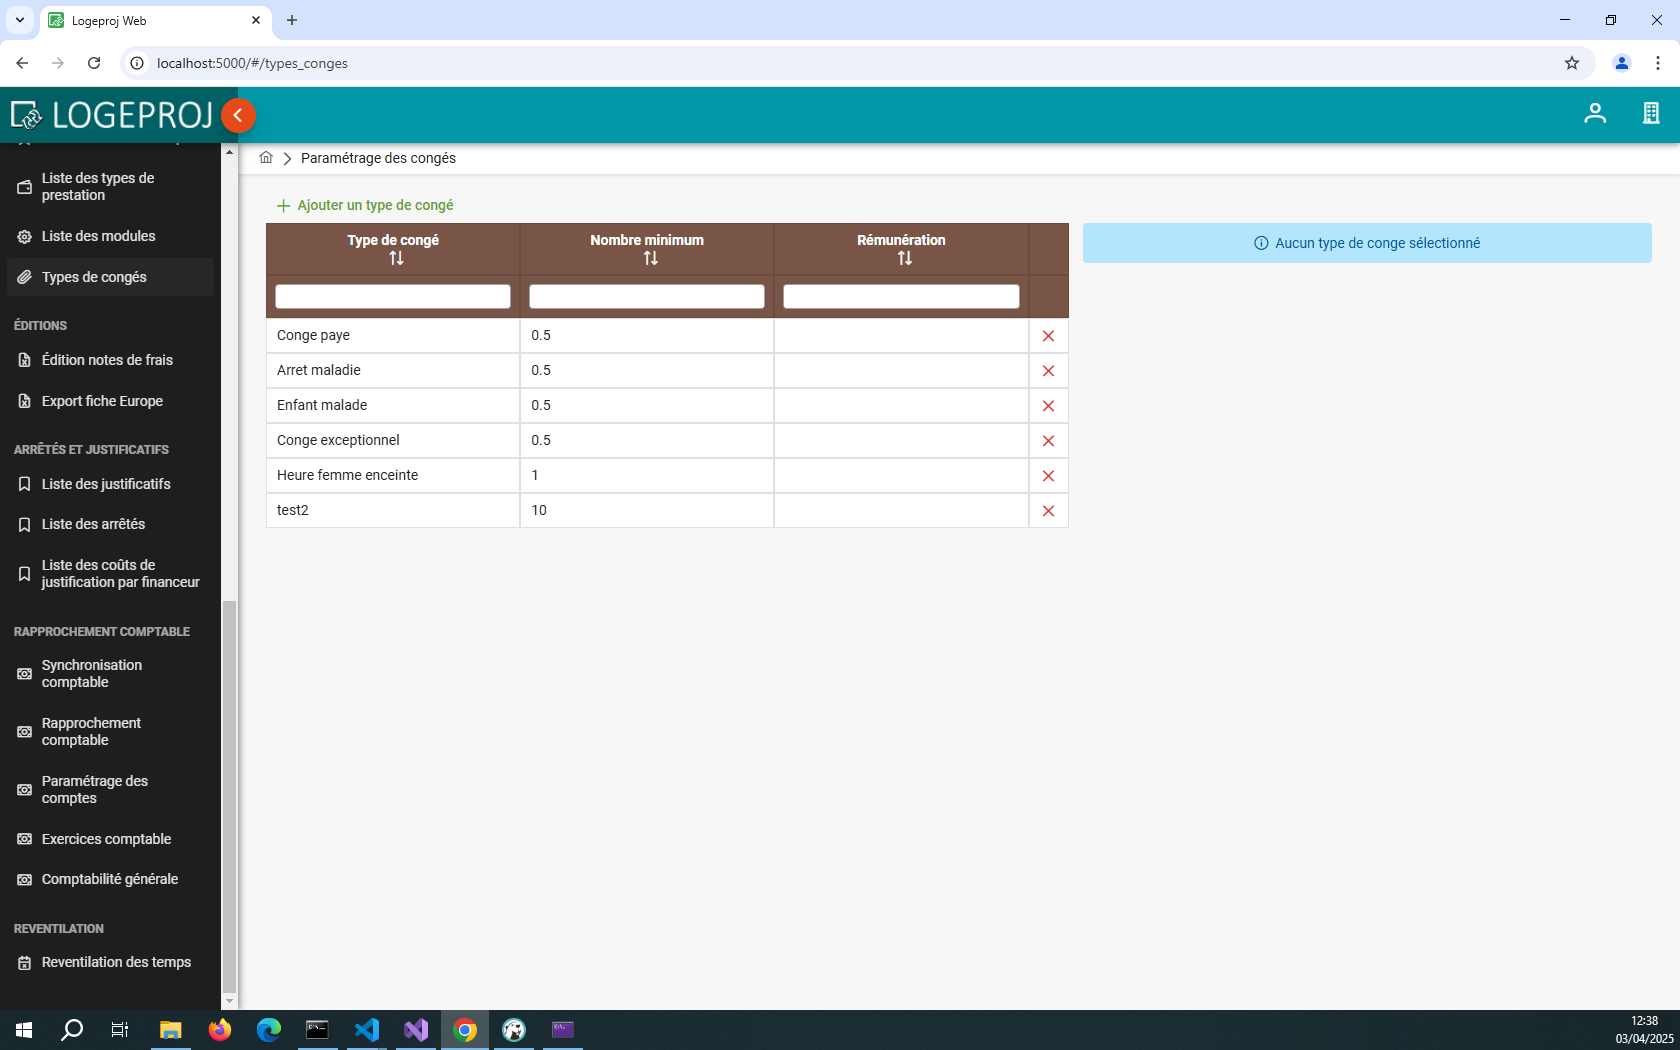 Logeproj Web
localhost:5000/#/types_conges
LOGEPROJ
Paramétrage des congés
Liste des types de
prestation
Liste des modules
Types de congés
ÉDITIONS
Édition notes de frais
Export fiche Europe
ARRÊTÉS ET JUSTIFICATIFS
Liste des justificatifs
Liste des arrêtés
Liste des coûts de
justification par financeur
RAPPROCHEMENT COMPTABLE
Synchronisation
comptable
Rapprochement
comptable
Paramétrage des
comptes
Exercices comptable
Comptabilité générale
REVENTILATION
Reventilation des temps
Ajouter un type de congé
Type de congé Nombre minimum Rémunération
Conge paye 0.5
Arret maladie 0.5
Enfant malade 0.5
Conge exceptionnel 0.5
Heure femme enceinte 1
test2 10
Aucun type de conge sélectionné
12:38
03/04/2025